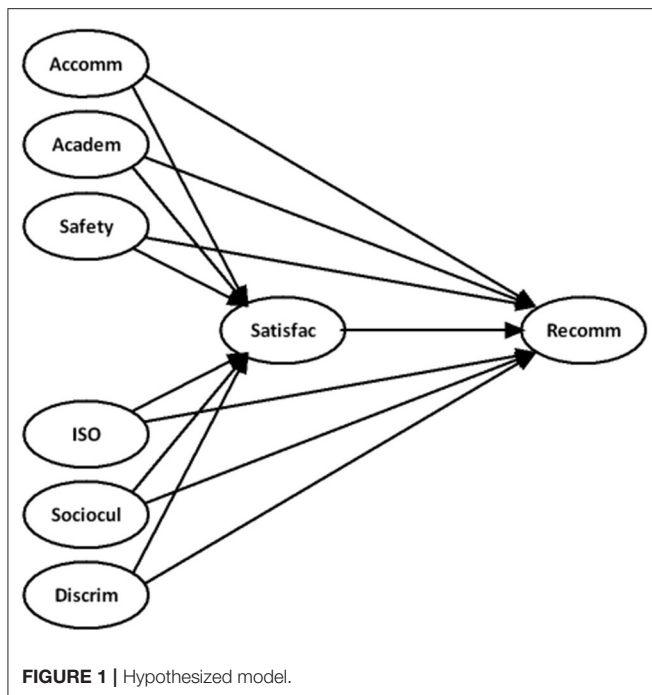 Accomm
Academ
Safety
Satisfac
Recomm
ISO
Sociocul
Discrim
FIGURE 1 | Hypothesized model.